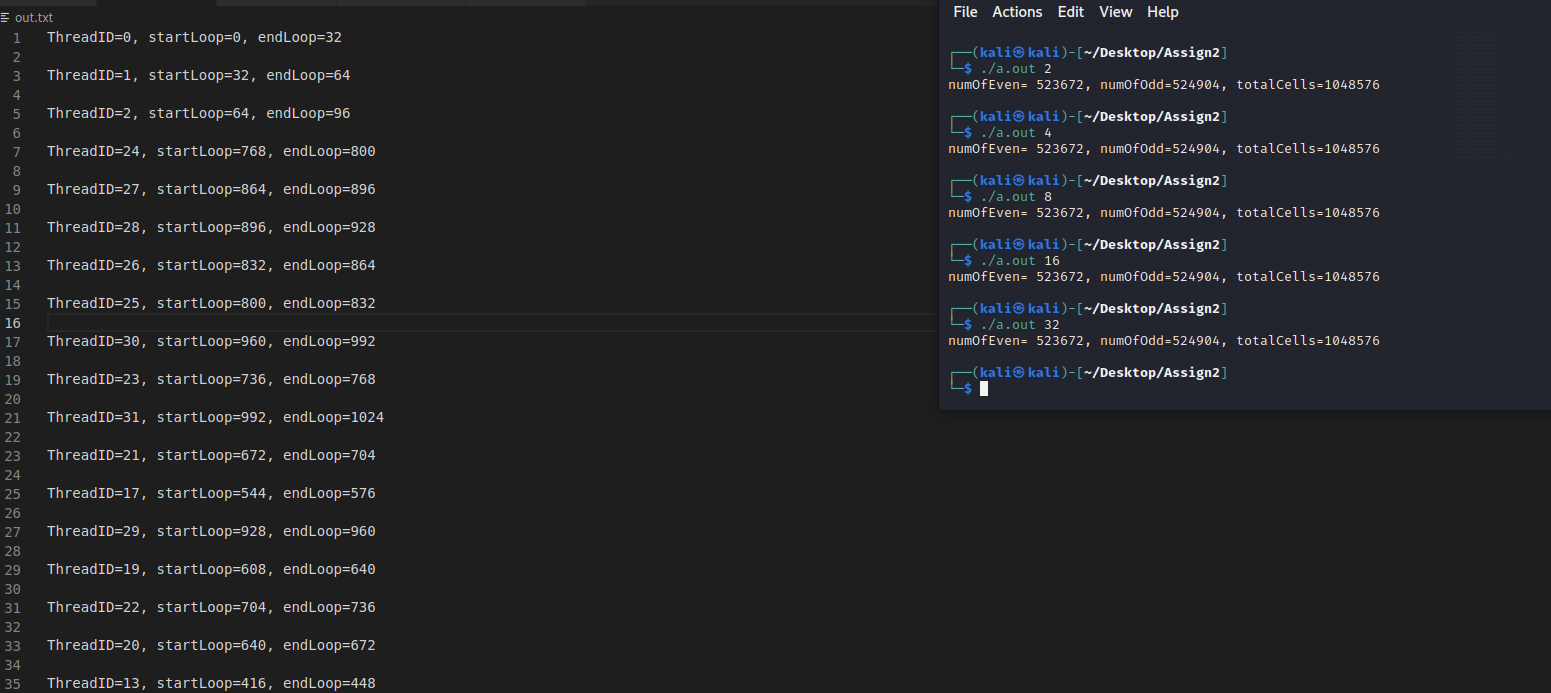 out.txt
1 ThreadID=0, startLoop=0, endLoop=32
2
3 ThreadID=1, startLoop=32, endLoop=64
4
5 ThreadID=2, startLoop=64, endLoop=96
6
7 ThreadID=24, startLoop=768, endLoop=800
8
9 ThreadID=27, startLoop=864, endLoop=896
10
11 ThreadID=28, startLoop=896, endLoop=928
12
13 ThreadID=26, startLoop=832, endLoop=864
14
15 ThreadID=25, startLoop=800, endLoop=832
16
17 ThreadID=30, startLoop=960, endLoop=992
18
19 ThreadID=23, startLoop=736, endLoop=768
20
21 ThreadID=31, startLoop=992, endLoop=1024
22
23 ThreadID=21, startLoop=672, endLoop=704
24
25 ThreadID=17, startLoop=544, endLoop=576
26
27 ThreadID=29, startLoop=928, endLoop=960
28
29 ThreadID=19, startLoop=608, endLoop=640
30
31 ThreadID=22, startLoop=704, endLoop=736
32
33 ThreadID=20, startLoop=640, endLoop=672
34
35 ThreadID=13, startLoop=416, endLoop=448
File Actions Edit View Help
┌──(kali㉿kali)-[~/Desktop/Assign2]
└─$ ./a.out 2
numOfEven= 523672, numOfOdd=524904, totalCells=1048576
┌──(kali㉿kali)-[~/Desktop/Assign2]
└─$ ./a.out 4
numOfEven= 523672, numOfOdd=524904, totalCells=1048576
┌──(kali㉿kali)-[~/Desktop/Assign2]
└─$ ./a.out 8
numOfEven= 523672, numOfOdd=524904, totalCells=1048576
┌──(kali㉿kali)-[~/Desktop/Assign2]
└─$ ./a.out 16
numOfEven= 523672, numOfOdd=524904, totalCells=1048576
┌──(kali㉿kali)-[~/Desktop/Assign2]
└─$ ./a.out 32
numOfEven= 523672, numOfOdd=524904, totalCells=1048576
┌──(kali㉿kali)-[~/Desktop/Assign2]
└─$